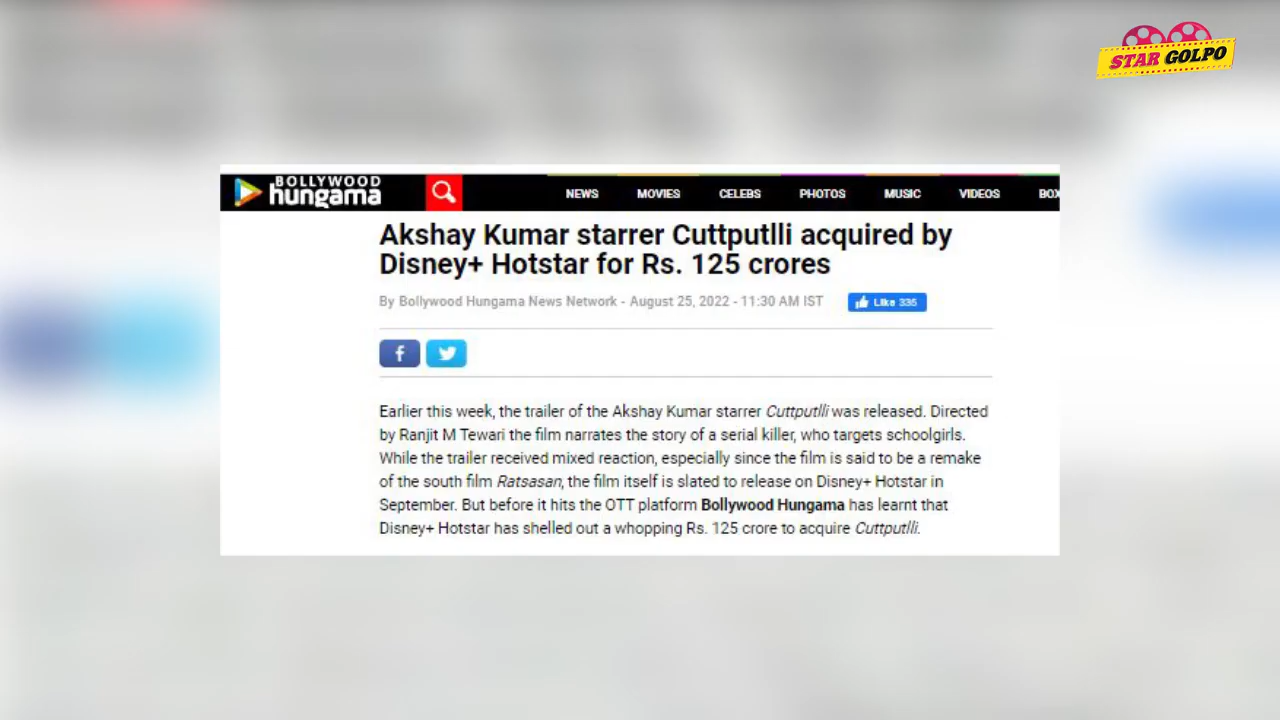 STAR GOLPO
BOLLYWOOD
hungama
NEWS MOVIES CELEBS PHOTOS MUSIC VIDEOS BOX
Akshay Kumar starrer Cuttputlli acquired by
Disney+ Hotstar for Rs. 125 crores
By Bollywood Hungama News Network - August 25, 2022 - 11:30 AM IST
Like 335
Earlier this week, the trailer of the Akshay Kumar starrer Cuttputlli was released. Directed
by Ranjit M Tewari the film narrates the story of a serial killer, who targets schoolgirls.
While the trailer received mixed reaction, especially since the film is said to be a remake
of the south film Ratsasan, the film itself is slated to release on Disney+ Hotstar in
September. But before it hits the OTT platform Bollywood Hungama has learnt that
Disney+ Hotstar has shelled out a whopping Rs. 125 crore to acquire Cuttputlli.